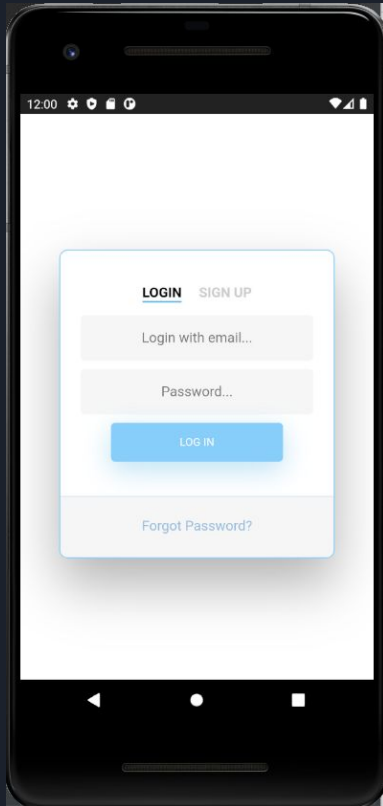 12:00
LOGIN SIGN UP
Login with email...
Password...
LOG IN
Forgot Password?